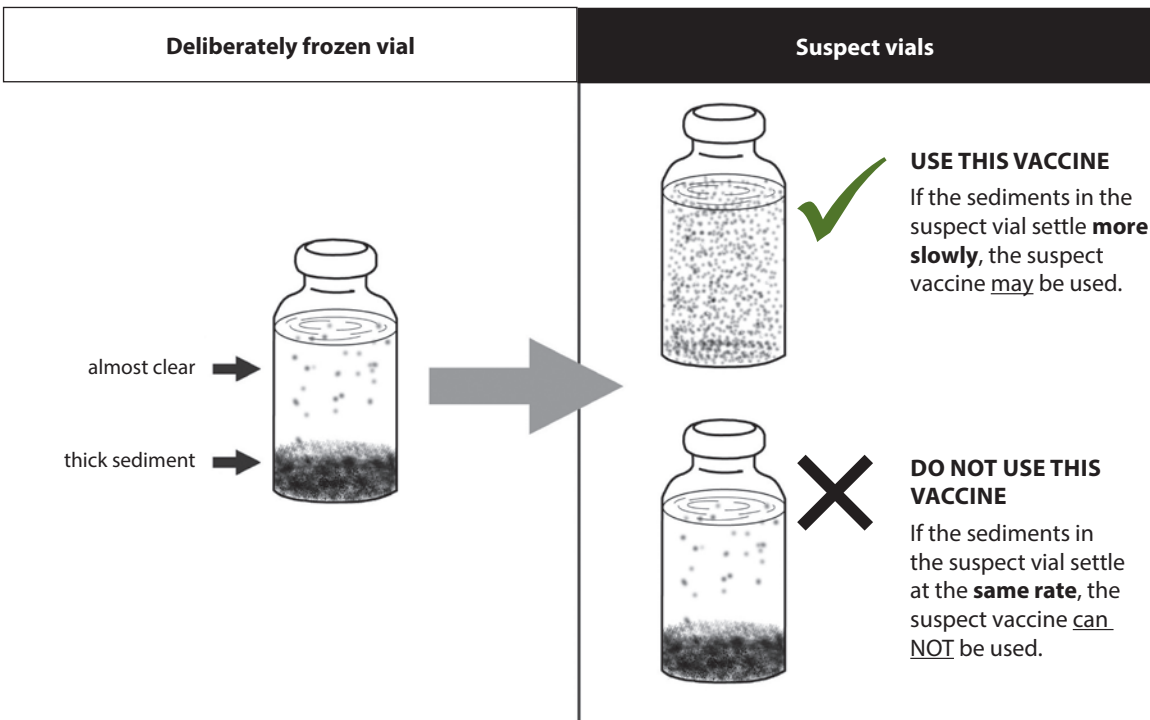 Deliberately frozen vial
Suspect vials
almost clear
thick sediment
USE THIS VACCINE
If the sediments in the
suspect vial settle more
slowly, the suspect
vaccine may be used.
DO NOT USE THIS
VACCINE
If the sediments in
the suspect vial settle
at the same rate, the
suspect vaccine can
NOT be used.